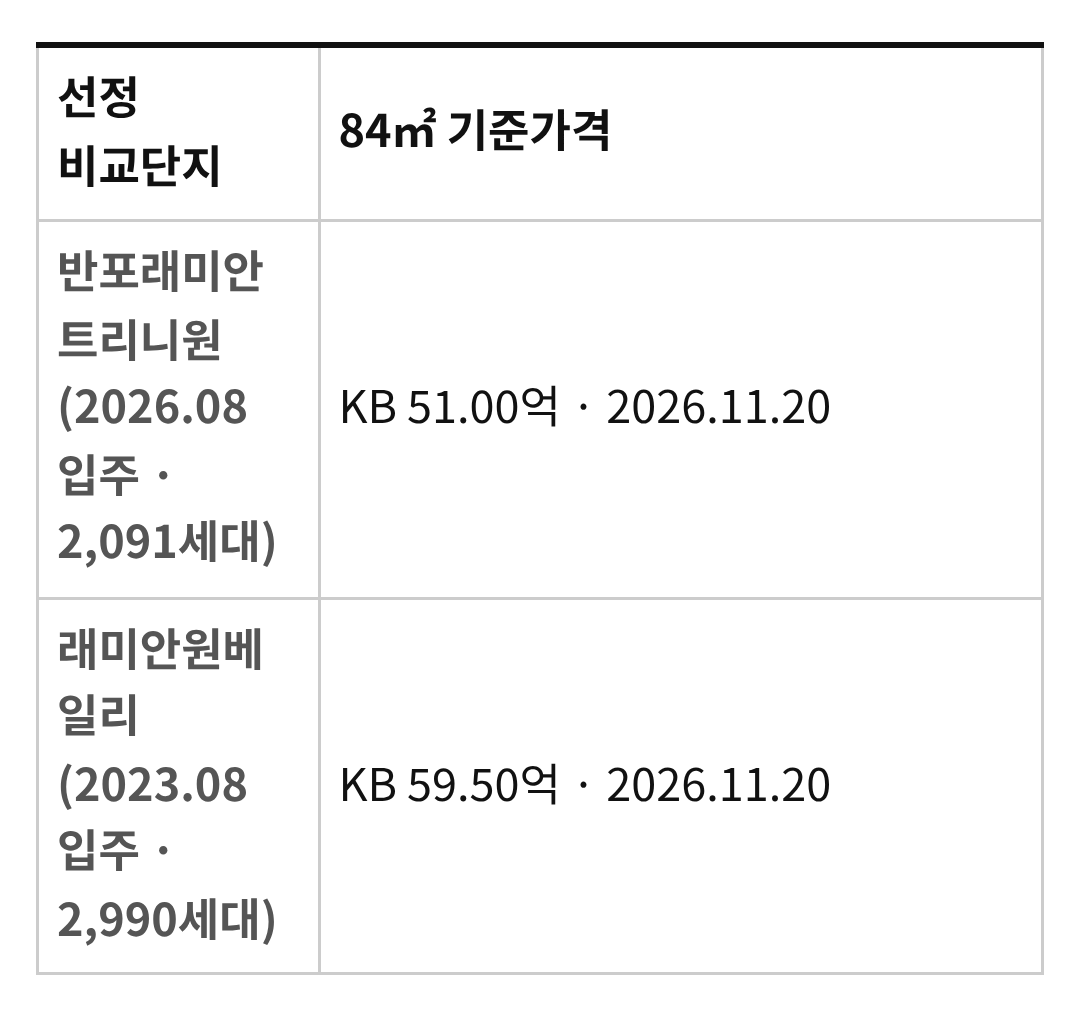 선정
비교단지
84㎡ 기준가격
반포래미안
트리니원
(2026.08
입주 ·
2,091세대)
KB 51.00억 · 2026.11.20
래미안원베
일리
(2023.08
입주 ·
2,990세대)
KB 59.50억 · 2026.11.20